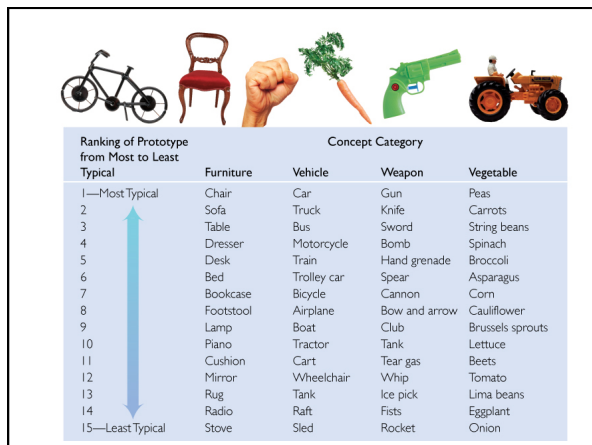 Ranking of Prototype Concept Category
from Most to Least
Typical Furniture Vehicle Weapon Vegetable
1—Most Typical Chair Car Gun Peas
2 Sofa Truck Knife Carrots
3 Table Bus Sword String beans
4 Dresser Motorcycle Bomb Spinach
5 Desk Train Hand grenade Broccoli
6 Bed Trolley car Spear Asparagus
7 Bookcase Bicycle Cannon Corn
8 Footstool Airplane Bow and arrow Cauliflower
9 Lamp Boat Club Brussels sprouts
10 Piano Tractor Tank Lettuce
11 Cushion Cart Tear gas Beets
12 Mirror Wheelchair Whip Tomato
13 Rug Tank Ice pick Lima beans
14 Radio Raft Fists Eggplant
15—Least Typical Stove Sled Rocket Onion